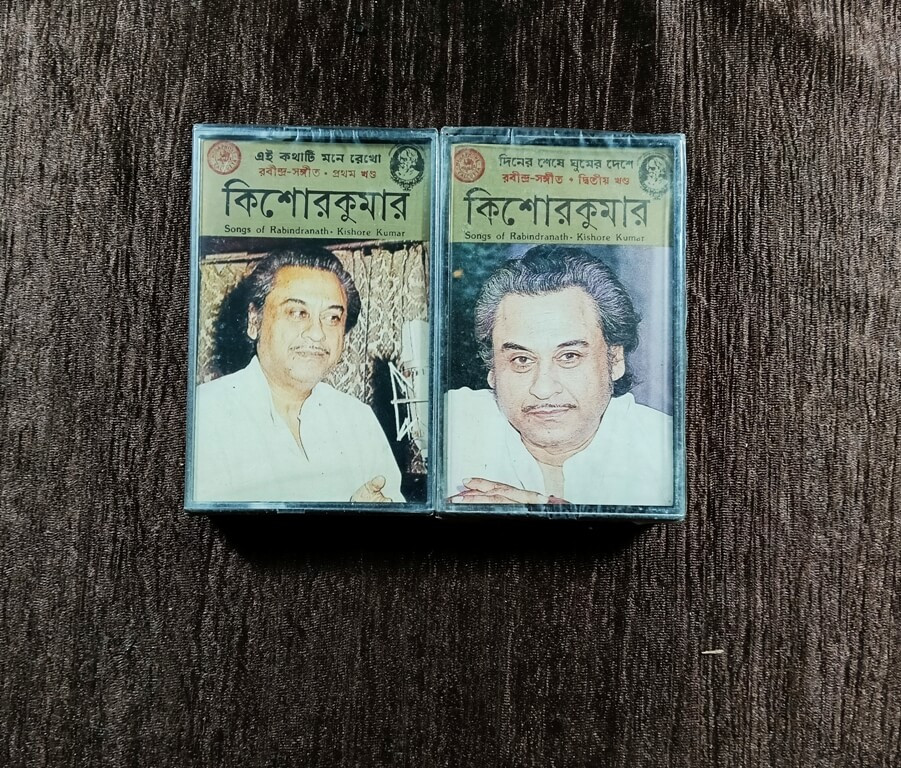 এই কথাটি মনে রেখো
রবীন্দ্র-সঙ্গীত • প্রথম খণ্ড
কিশোরকুমার
Songs of Rabindranath - Kishore Kumar
দিনের শেষে ঘুমের দেশে
রবীন্দ্র-সঙ্গীত • দ্বিতীয় খণ্ড
কিশোরকুমার
Songs of Rabindranath - Kishore Kumar